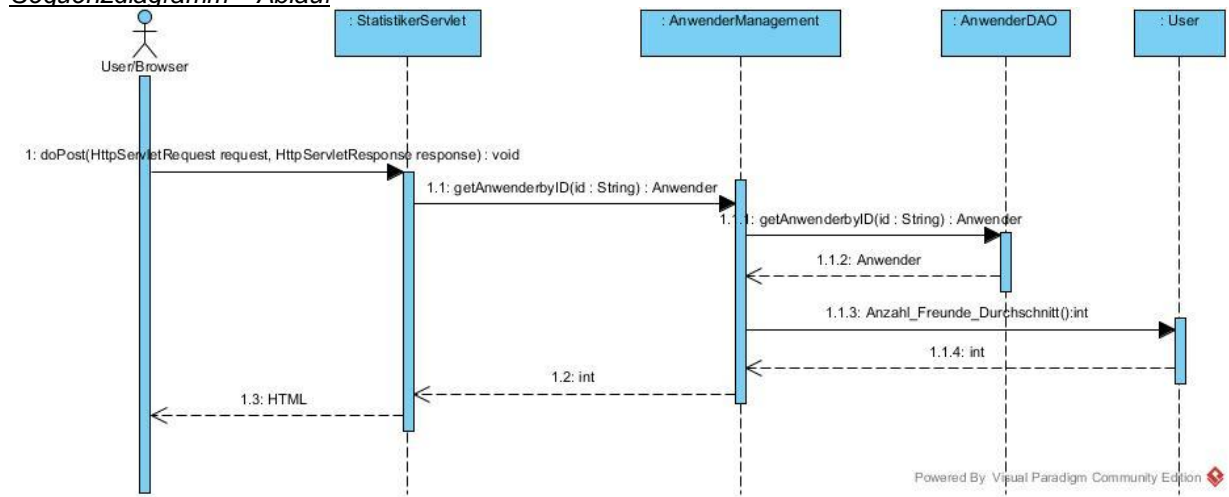 Sequenzdiagramm – Ablauf
: StatistikerServlet
: AnwenderManagement
: AnwenderDAO
: User
User/Browser
1: doPost(HttpServletRequest request, HttpServletResponse response) : void
1.1: getAnwenderbyID(id : String) : Anwender
1.1.1: getAnwenderbyID(id : String) : Anwender
1.1.2: Anwender
1.1.3: Anzahl_Freunde_Durchschnitt():int
1.1.4: int
1.2: int
1.3: HTML
Powered By Visual Paradigm Community Edition